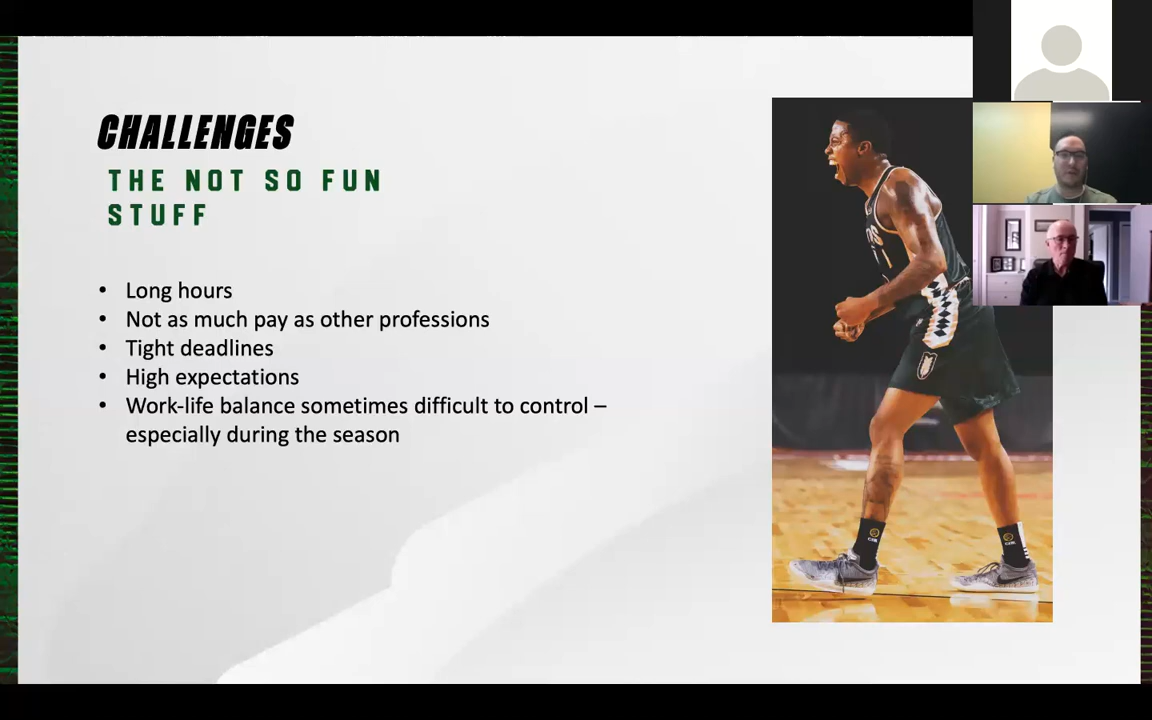 CHALLENGES
THE NOT SO FUN
STUFF
• Long hours
• Not as much pay as other professions
• Tight deadlines
• High expectations
• Work-life balance sometimes difficult to control –
especially during the season